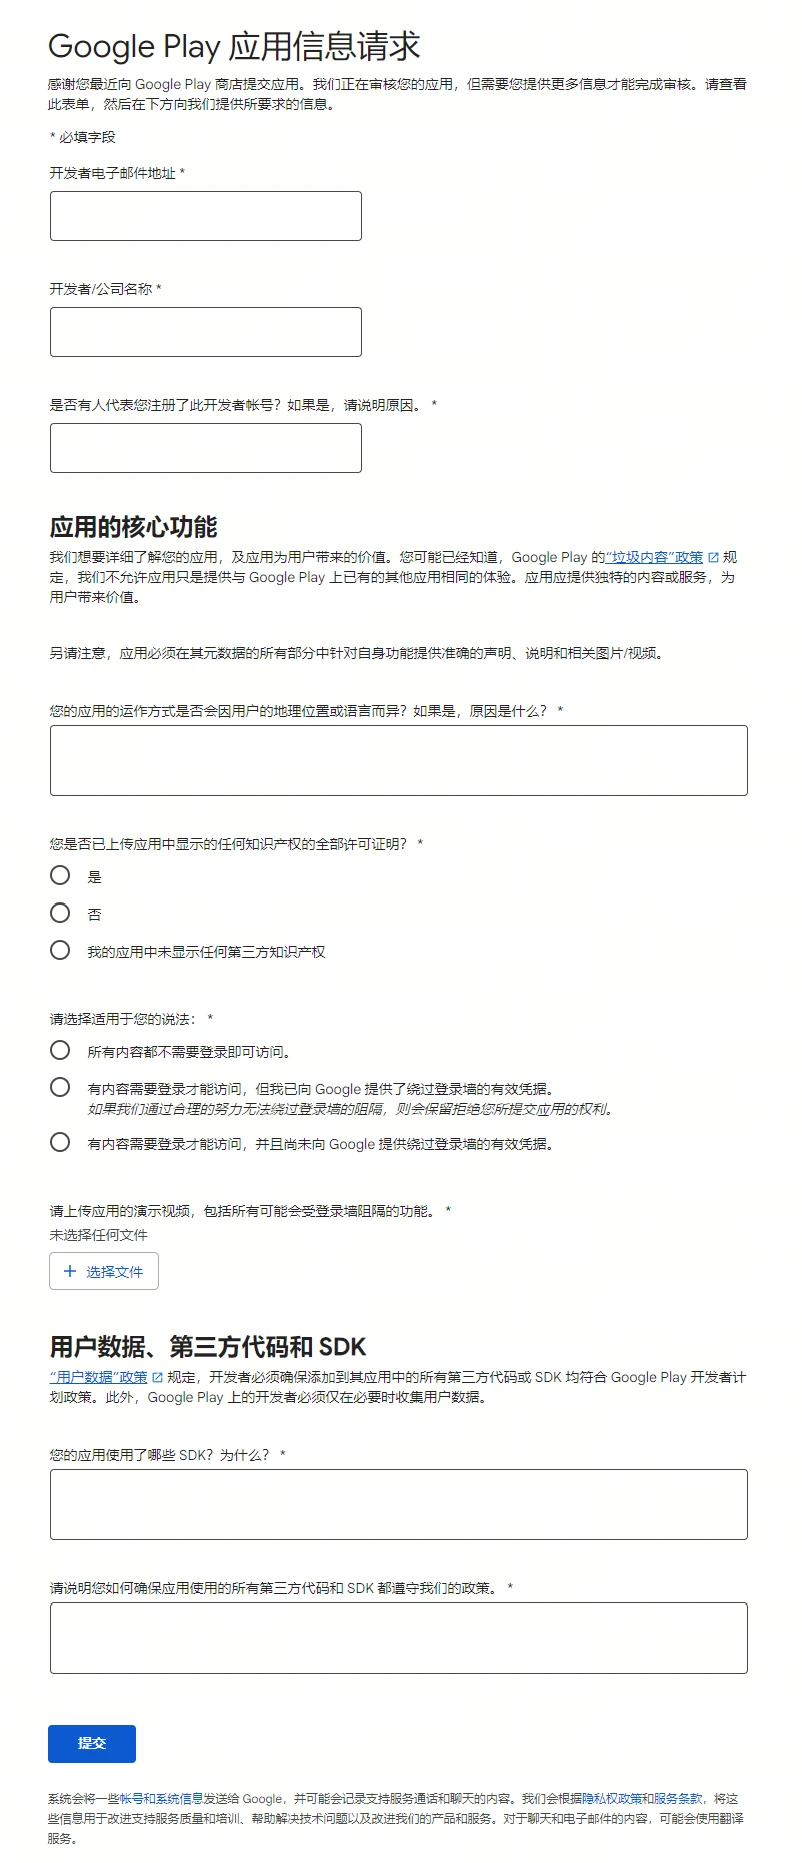 Google Play 应用信息请求
感谢您最近向 Google Play 商店提交应用。我们正在审核您的应用，但需要您提供更多信息才能完成审核。请查看
此表单，然后在下方向我们提供所要求的信息。
* 必填字段
开发者电子邮件地址 *
开发者/公司名称 *
是否有人代表您注册了此开发者帐号？如果是，请说明原因。 *
应用的核心功能
我们想要详细了解您的应用，及应用为用户带来的价值。您可能已经知道，Google Play 的“垃圾内容”政策 规
定，我们不允许应用只是提供与 Google Play 上已有的其他应用相同的体验。应用应提供独特的内容或服务，为
用户带来价值。
另请注意，应用必须在其元数据的所有部分中针对自身功能提供准确的声明、说明和相关图片/视频。
您的应用的运作方式是否会因用户的地理位置或语言而异？如果是，原因是什么？ *
您是否已上传应用中显示的任何知识产权的全部许可证明？ *
是
否
我的应用中未显示任何第三方知识产权
请选择适用于您的说法： *
所有内容都不需要登录即可访问。
有内容需要登录才能访问，但我已向 Google 提供了绕过登录墙的有效凭据。
如果我们通过合理的努力无法绕过登录墙的阻隔，则会保留拒绝您所提交应用的权利。
有内容需要登录才能访问，并且尚未向 Google 提供绕过登录墙的有效凭据。
请上传应用的演示视频，包括所有可能会受登录墙阻隔的功能。 *
未选择任何文件
+ 选择文件
用户数据、第三方代码和 SDK
“用户数据”政策 规定，开发者必须确保添加到其应用中的所有第三方代码或 SDK 均符合 Google Play 开发者计
划政策。此外，Google Play 上的开发者必须仅在必要时收集用户数据。
您的应用使用了哪些 SDK？为什么？ *
请说明您如何确保应用使用的所有第三方代码和 SDK 都遵守我们的政策。 *
提交
系统会将一些帐号和系统信息发送给 Google，并可能会记录支持服务通话和聊天的内容。我们会根据隐私权政策和服务条款，将这
些信息用于改进支持服务质量和培训、帮助解决技术问题以及改进我们的产品和服务。对于聊天和电子邮件的内容，可能会使用翻译
服务。